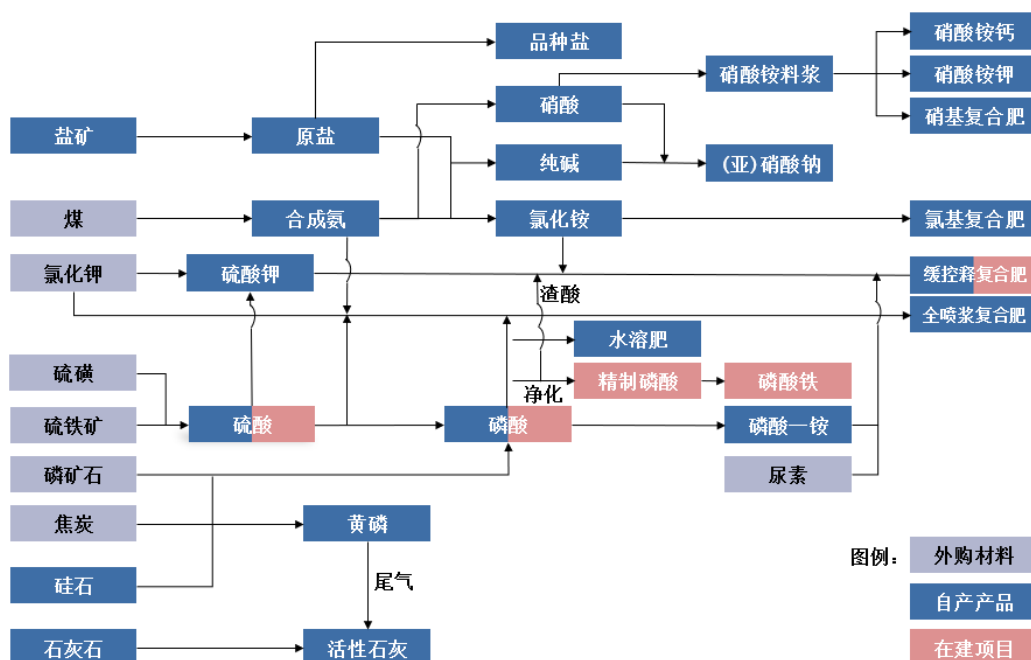 品种盐
硝酸铵钙
硝酸铵料浆
硝酸铵钾
硝酸
硝基复合肥
盐矿
原盐
纯碱
(亚)硝酸钠
煤
合成氨
氯化铵
氯基复合肥
氯化钾
硫酸钾
缓控释复合肥
渣酸
全喷浆复合肥
水溶肥
硫磺
精制磷酸
磷酸铁
净化
硫铁矿
硫酸
磷酸
磷酸一铵
磷矿石
尿素
焦炭
黄磷
图例：
外购材料
尾气
硅石
自产产品
石灰石
活性石灰
在建项目